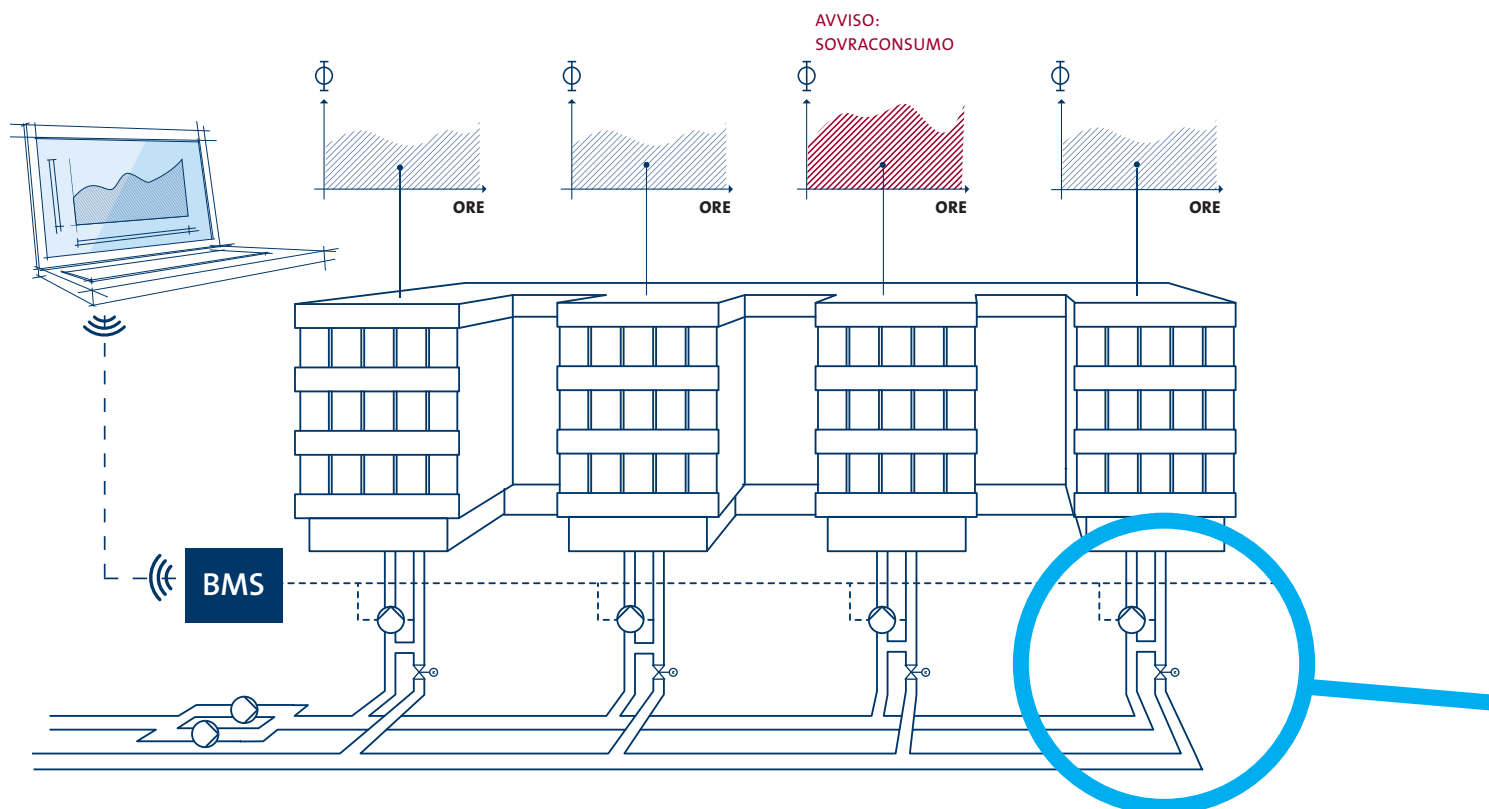 AVVISO:
SOVRACONSUMO
Φ
Φ
Φ
Φ
ORE
ORE
ORE
ORE
BMS